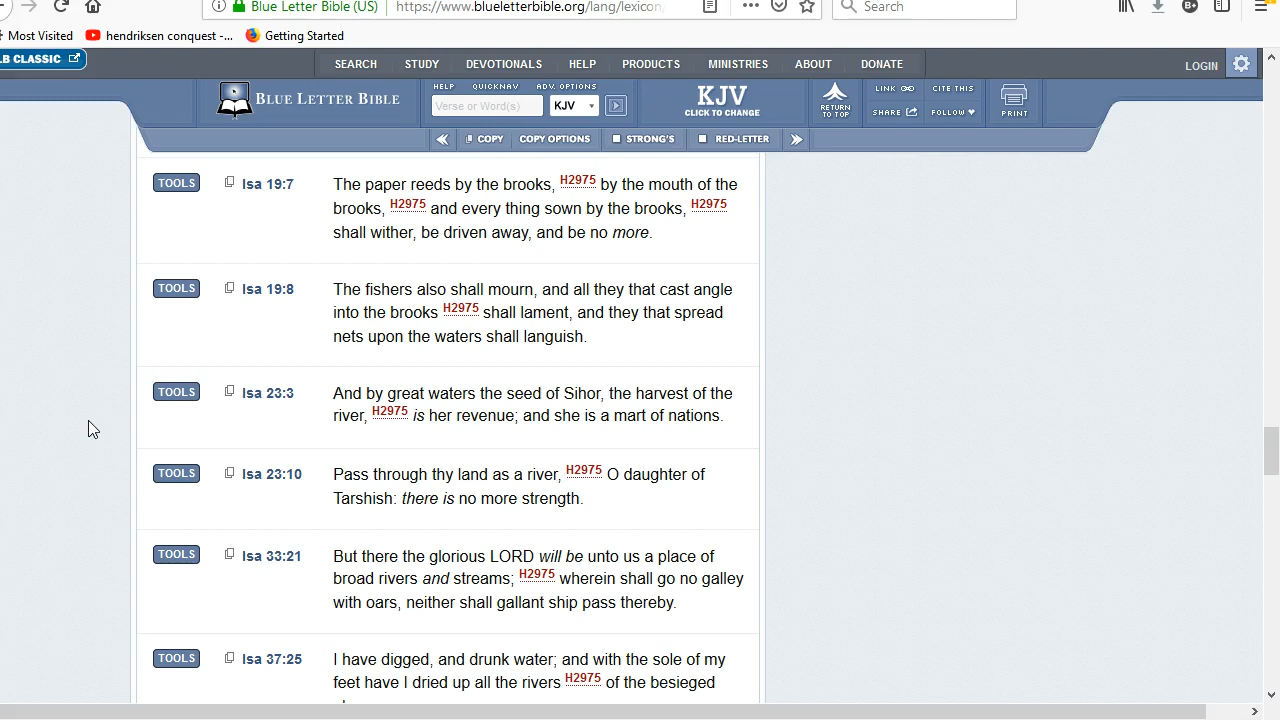 Blue Letter Bible (US) https://www.blueletterbible.org/lang/lexicon/ Search
Most Visited hendriksen conquest -... Getting Started
LB CLASSIC
SEARCH STUDY DEVOTIONALS HELP PRODUCTS MINISTRIES ABOUT DONATE LOGIN
HELP QUICKNAV ADV. OPTIONS
BLUE LETTER BIBLE Verse or Word(s) KJV
KJV
CLICK TO CHANGE
RETURN
TO TOP
LINK CITE THIS
SHARE FOLLOW
PRINT
COPY COPY OPTIONS STRONG'S RED-LETTER
TOOLS Isa 19:7 The paper reeds by the brooks, H2975 by the mouth of the
brooks, H2975 and every thing sown by the brooks, H2975
shall wither, be driven away, and be no more.
TOOLS Isa 19:8 The fishers also shall mourn, and all they that cast angle
into the brooks H2975 shall lament, and they that spread
nets upon the waters shall languish.
TOOLS Isa 23:3 And by great waters the seed of Sihor, the harvest of the
river, H2975 is her revenue; and she is a mart of nations.
TOOLS Isa 23:10 Pass through thy land as a river, H2975 O daughter of
Tarshish: there is no more strength.
TOOLS Isa 33:21 But there the glorious LORD will be unto us a place of
broad rivers and streams; H2975 wherein shall go no galley
with oars, neither shall gallant ship pass thereby.
TOOLS Isa 37:25 I have digged, and drunk water; and with the sole of my
feet have I dried up all the rivers H2975 of the besieged